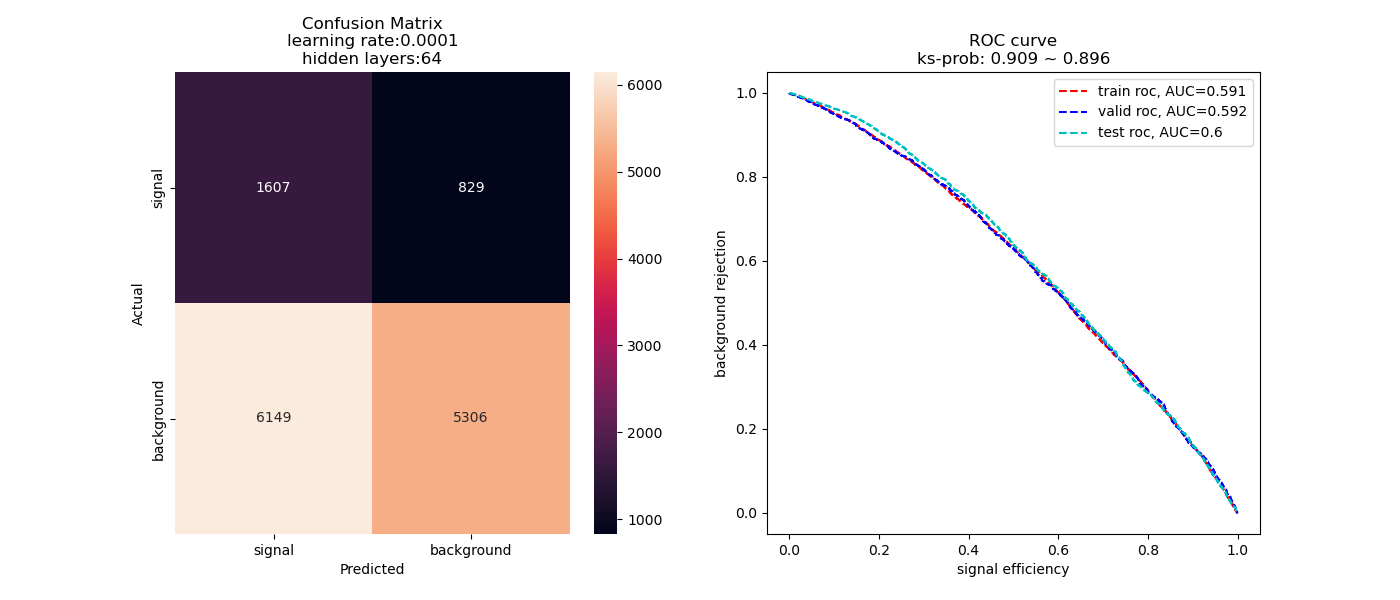 Confusion Matrix
learning rate:0.0001
hidden layers:64
signal
background
Actual
1607
829
6149
5306
signal
background
Predicted
6000
5000
4000
3000
2000
1000
ROC curve
ks-prob: 0.909 ~ 0.896
train roc, AUC=0.591
valid roc, AUC=0.592
test roc, AUC=0.6
background rejection
1.0
0.8
0.6
0.4
0.2
0.0
0.0
0.2
0.4
0.6
0.8
1.0
signal efficiency